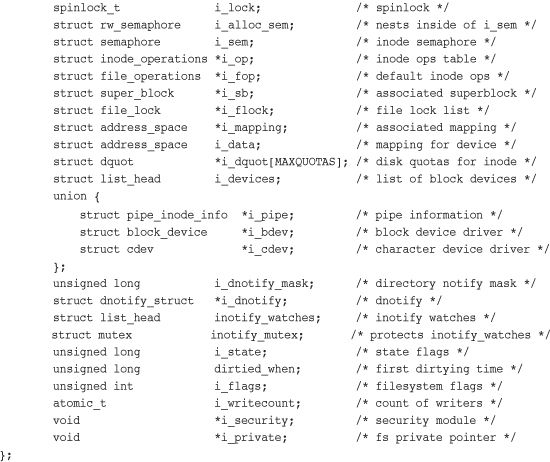 spinlock_t i_lock; /* spinlock */
struct rw_semaphore i_alloc_sem; /* nests inside of i_sem */
struct semaphore i_sem; /* inode semaphore */
struct inode_operations *i_op; /* inode ops table */
struct file_operations *i_fop; /* default inode ops */
struct super_block *i_sb; /* associated superblock */
struct file_lock *i_flock; /* file lock list */
struct address_space *i_mapping; /* associated mapping */
struct address_space i_data; /* mapping for device */
struct dquot *i_dquot[MAXQUOTAS]; /* disk quotas for inode */
struct list_head i_devices; /* list of block devices */
union {
struct pipe_inode_info *i_pipe; /* pipe information */
struct block_device *i_bdev; /* block device driver */
struct cdev *i_cdev; /* character device driver */
};
unsigned long i_dnotify_mask; /* directory notify mask */
struct dnotify_struct *i_dnotify; /* dnotify */
struct list_head inotify_watches; /* inotify watches */
struct mutex inotify_mutex; /* protects inotify_watches */
unsigned long i_state; /* state flags */
unsigned long dirtied_when; /* first dirtying time */
unsigned int i_flags; /* filesystem flags */
atomic_t i_writecount; /* count of writers */
void *i_security; /* security module */
void *i_private; /* fs private pointer */
};